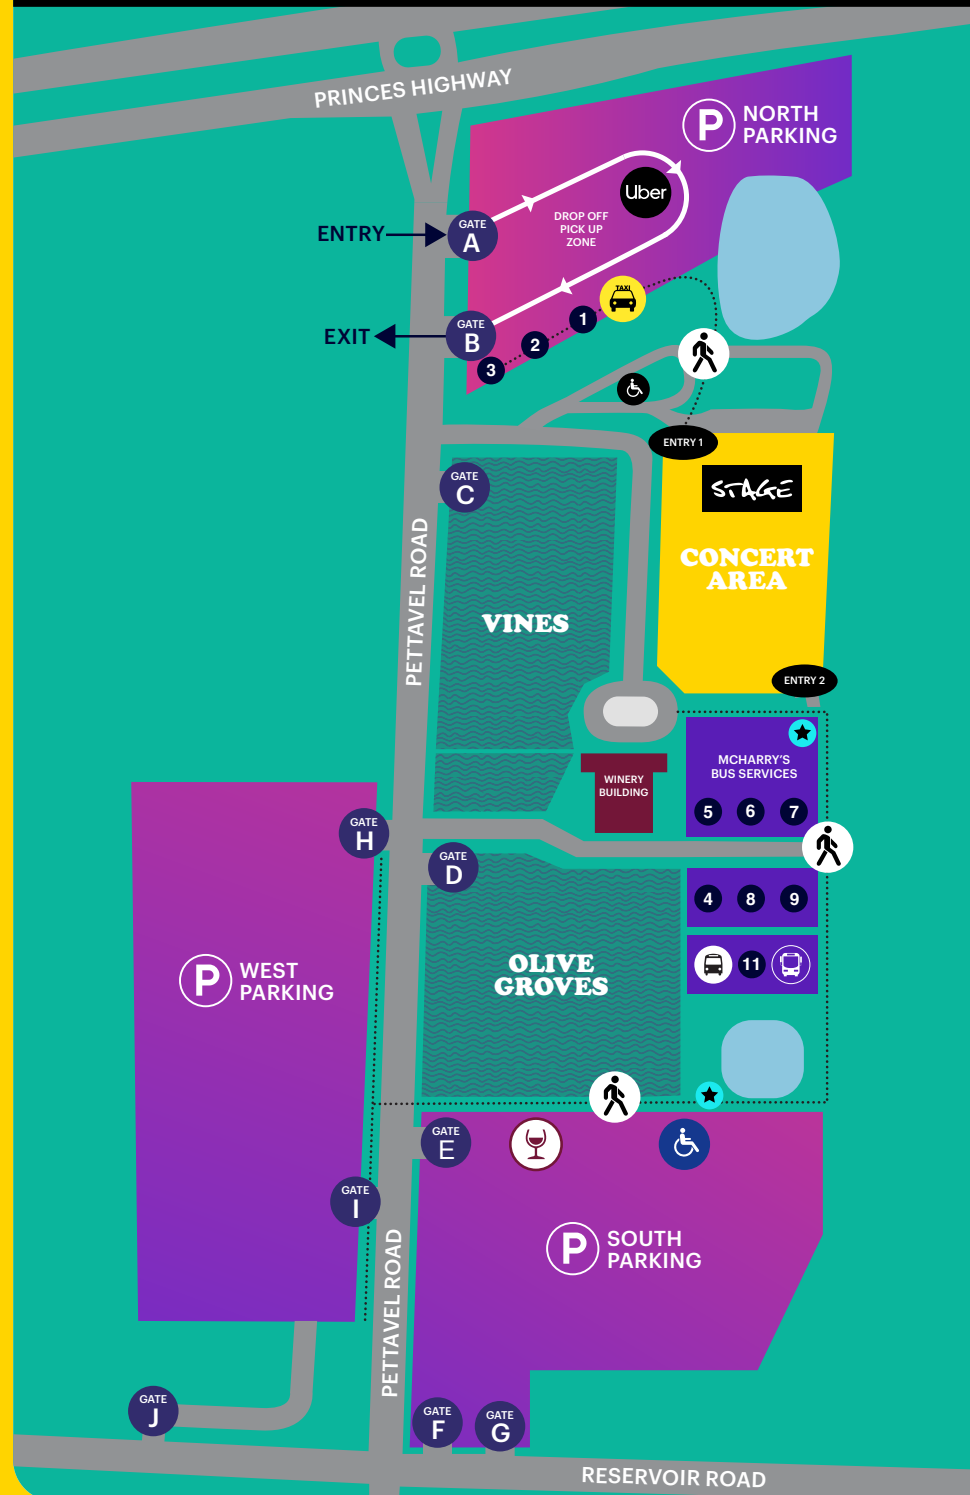 PRINCES HIGHWAY
P
NORTH
PARKING
Uber
DROP OFF
PICK UP
ZONE
ENTRY
GATE
A
TAXI
EXIT
GATE
B
1
2
3
ENTRY 1
GATE
C
STAGE
CONCERT
AREA
PETTAVEL ROAD
VINES
ENTRY 2
MCHARRY'S
BUS SERVICES
WINERY
BUILDING
5
6
7
GATE
H
GATE
D
4
8
9
P
WEST
PARKING
OLIVE
GROVES
11
GATE
E
GATE
I
P
SOUTH
PARKING
PETTAVEL ROAD
GATE
J
GATE
F
GATE
G
RESERVOIR ROAD